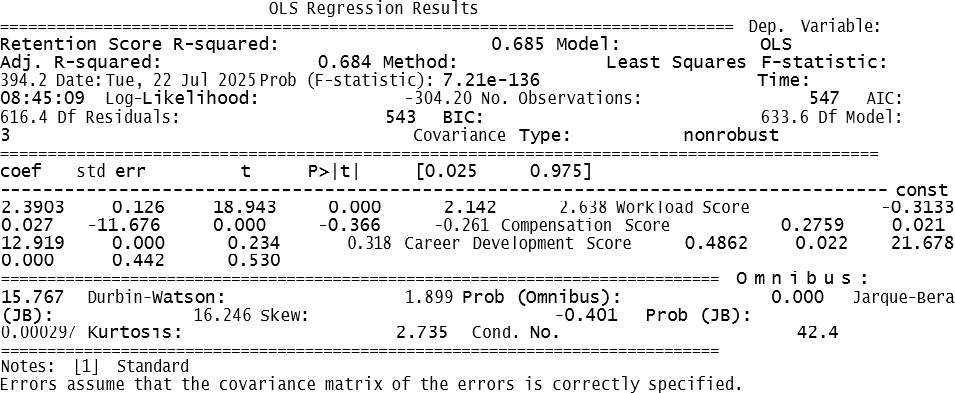 OLS Regression Results
============================================================================== Dep. Variable:
Retention Score R-squared: 0.685 Model: OLS
Adj. R-squared: 0.684 Method: Least Squares F-statistic:
394.2 Date: Tue, 22 Jul 2025 Prob (F-statistic): 7.21e-136 Time:
08:45:09 Log-Likelihood: -304.20 No. Observations: 547 AIC:
616.4 Df Residuals: 543 BIC: 633.6 Df Model:
3 Covariance Type: nonrobust
==============================================================================================
coef std err t P>|t| [0.025 0.975]
---------------------------------------------------------------------------------------------- const
2.3903 0.126 18.943 0.000 2.142 2.638 Workload Score -0.3133
0.027 -11.676 0.000 -0.366 -0.261 Compensation Score 0.2759 0.021
12.919 0.000 0.234 0.318 Career Development Score 0.4862 0.022 21.678
0.000 0.442 0.530
============================================================================== Omnibus:
15.767 Durbin-Watson: 1.899 Prob (Omnibus): 0.000 Jarque-Bera
(JB): 16.246 Skew: -0.401 Prob (JB):
0.000297 Kurtosis: 2.735 Cond. No. 42.4
==============================================================================
Notes: [1] Standard
Errors assume that the covariance matrix of the errors is correctly specified.